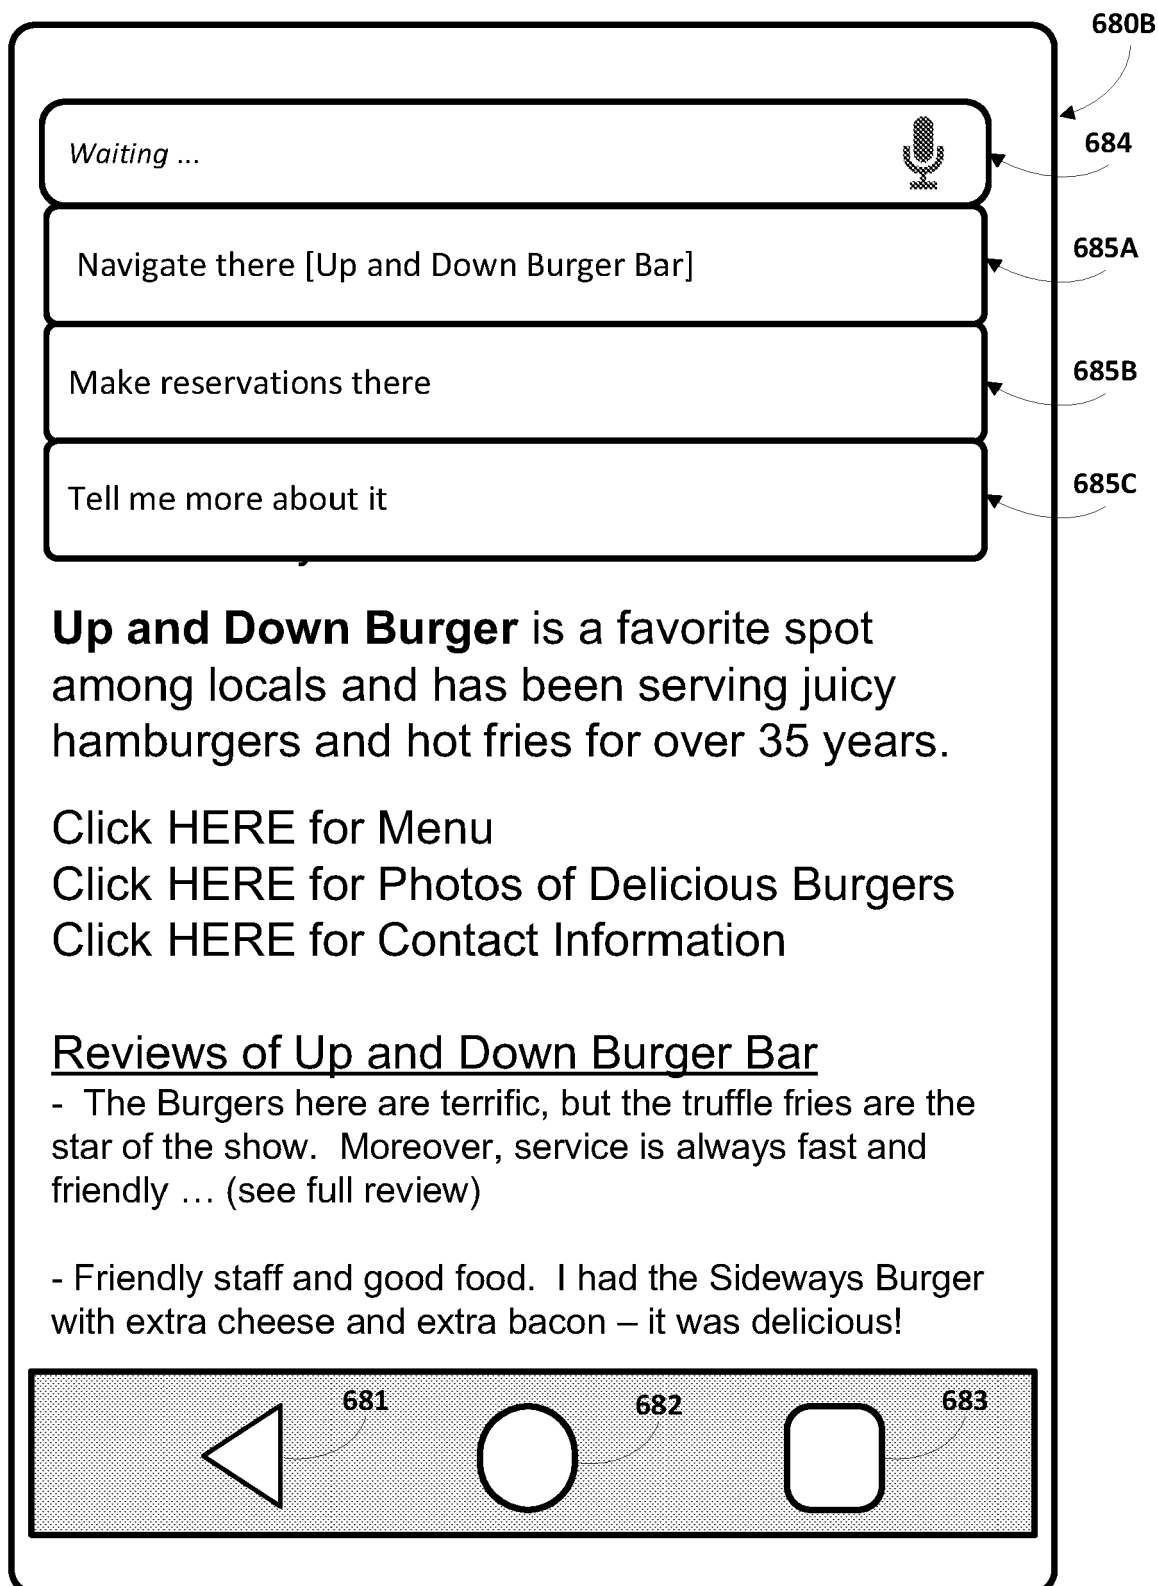 680B
Waiting ...
684
Navigate there [Up and Down Burger Bar]
685A
Make reservations there
685B
Tell me more about it
685C
Up and Down Burger is a favorite spot
among locals and has been serving juicy
hamburgers and hot fries for over 35 years.
Click HERE for Menu
Click HERE for Photos of Delicious Burgers
Click HERE for Contact Information
Reviews of Up and Down Burger Bar
- The Burgers here are terrific, but the truffle fries are the
star of the show. Moreover, service is always fast and
friendly … (see full review)
- Friendly staff and good food. I had the Sideways Burger
with extra cheese and extra bacon – it was delicious!
681
682
683